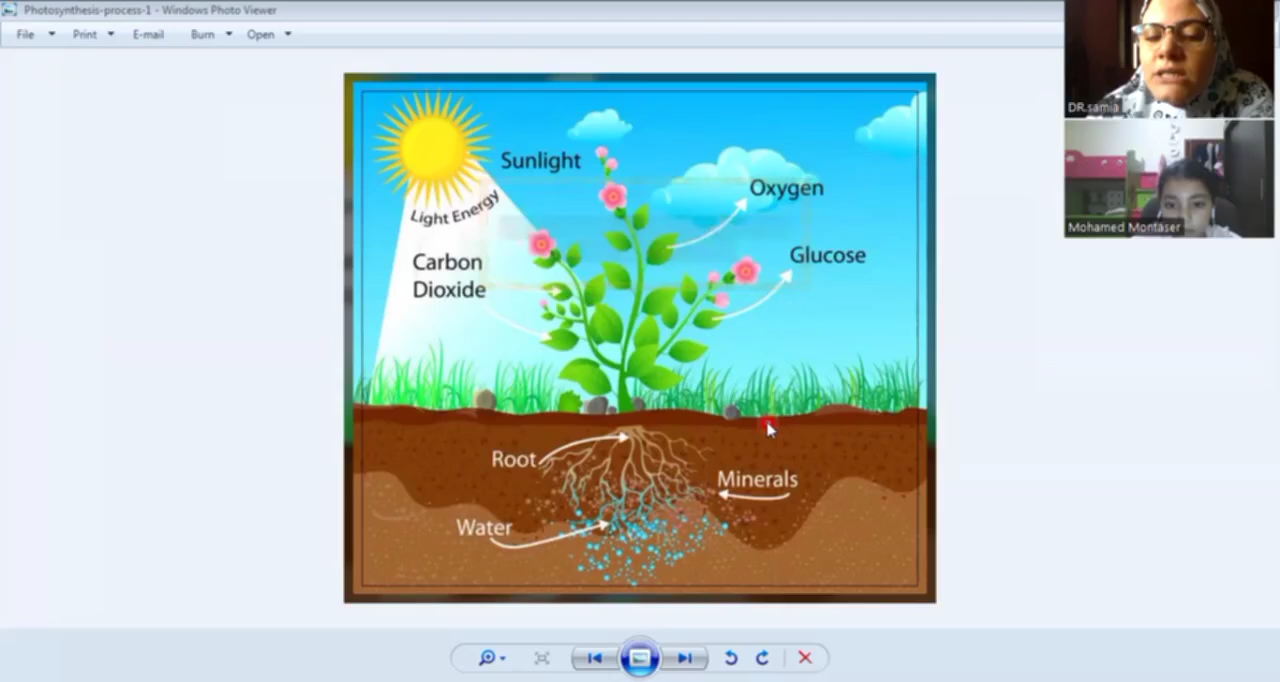 Photosynthesis-process-1 - Windows Photo Viewer
File Print E-mail Burn Open
DR.samia
Mohamed Montaser
Sunlight
Light Energy
Oxygen
Carbon
Dioxide
Glucose
Root
Minerals
Water